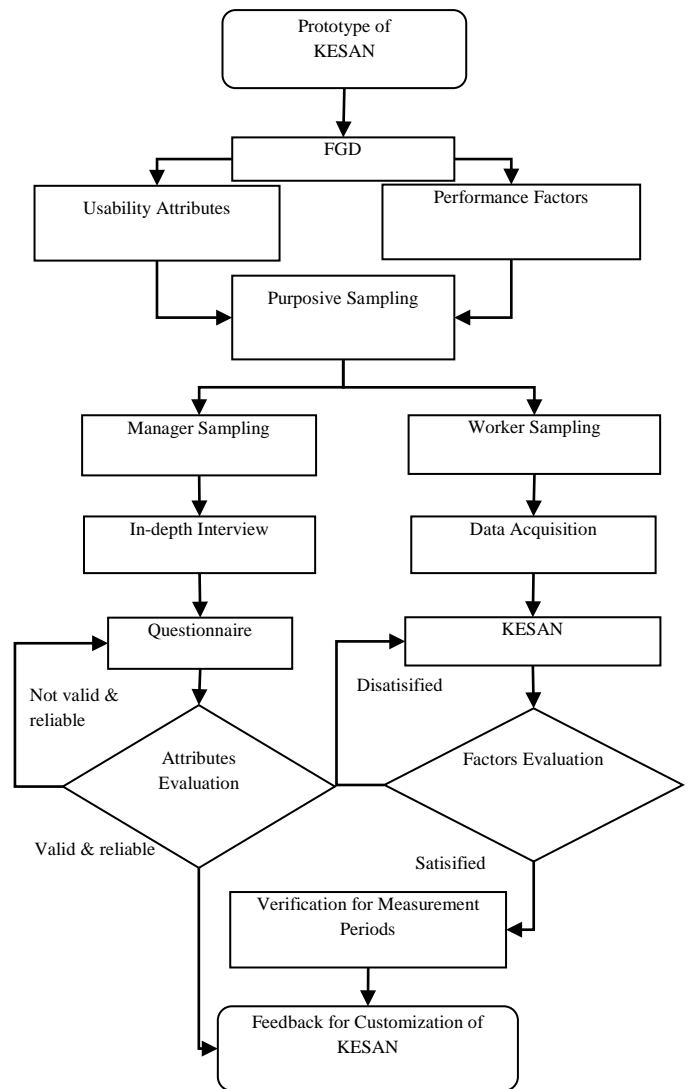 Prototype of
KESAN
FGD
Usability Attributes
Performance Factors
Purposive Sampling
Manager Sampling
Worker Sampling
In-depth Interview
Data Acquisition
Questionnaire
KESAN
Not valid &
reliable
Disatisified
Attributes
Evaluation
Factors Evaluation
Valid & reliable
Satisified
Verification for Measurement
Periods
Feedback for Customization of
KESAN